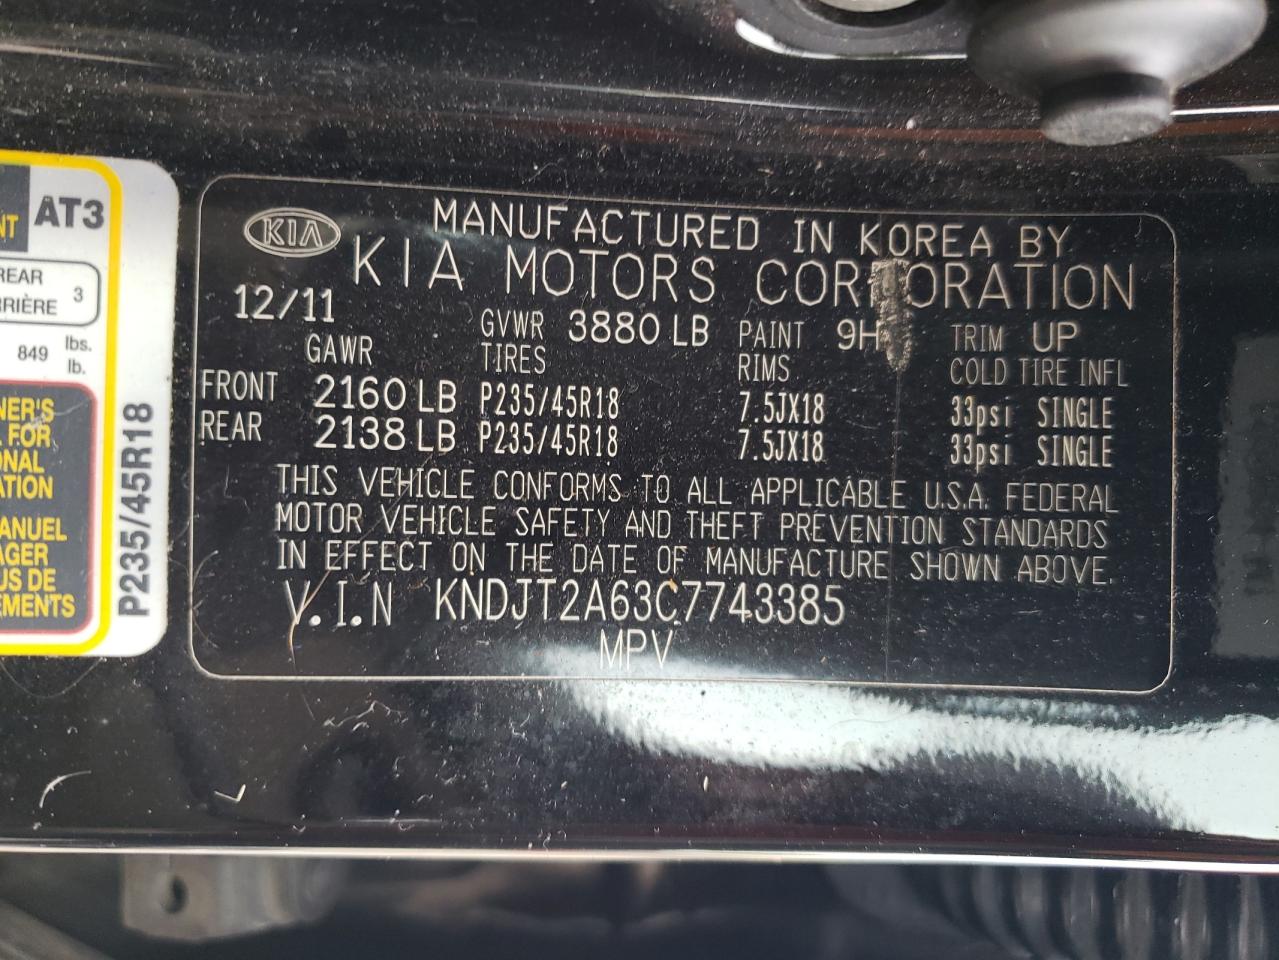 AT3
NT
REAR
RRIÈRE 3
849 lbs.
lb.
NER'S
FOR
ONAL
ATION
ANUEL
AGER
US DE
EMENTS
P235/45R18
KIA
MANUFACTURED IN KOREA BY
KIA MOTORS CORPORATION
12/11
GVWR 3880 LB PAINT 9H TRIM UP
GAWR TIRES RIMS COLD TIRE INFL
FRONT 2160 LB P235/45R18 7.5JX18 33psi SINGLE
REAR 2138 LB P235/45R18 7.5JX18 33psi SINGLE
THIS VEHICLE CONFORMS TO ALL APPLICABLE U.S.A. FEDERAL
MOTOR VEHICLE SAFETY AND THEFT PREVENTION STANDARDS
IN EFFECT ON THE DATE OF MANUFACTURE SHOWN ABOVE.
V.I.N KNDJT2A63C7743385
MPV